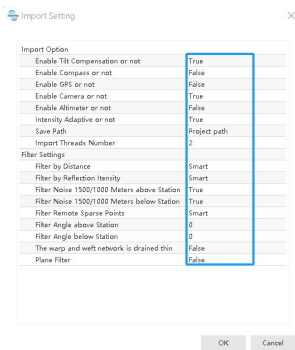 Import Setting
Import Option
Enable Tilt Compensation or not True
Enable Compass or not False
Enable GPS or not False
Enable Camera or not True
Enable Altimeter or not False
Intensity Adaptive or not True
Save Path Project path
Import Threads Number 2
Filter Settings
Filter by Distance Smart
Filter by Reflection Itensity Smart
Filter Noise 1500/1000 Meters above Station True
Filter Noise 1500/1000 Meters below Station True
Filter Remote Sparse Points Smart
Filter Angle above Station 0
Filter Angle below Station 0
The warp and weft network is drained thin False
Plane Filter False
OK Cancel